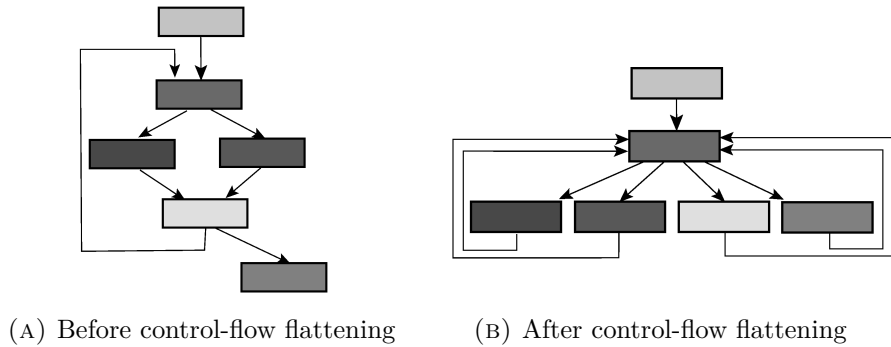 (A) Before control-flow flattening
(B) After control-flow flattening